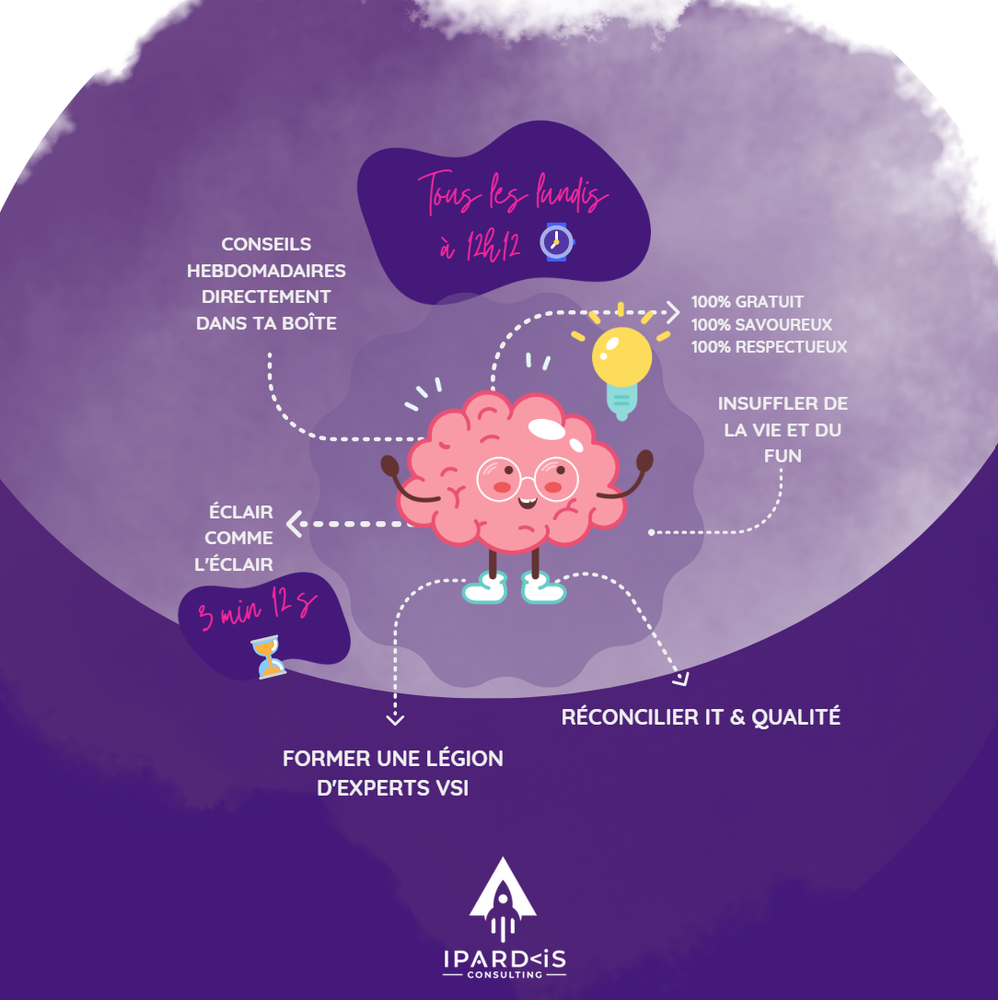 Tous les lundis
à 12h12
CONSEILS
HEBDOMADAIRES
DIRECTEMENT
DANS TA BOÎTE
100% GRATUIT
100% SAVOUREUX
100% RESPECTUEUX
INSUFFLER DE
LA VIE ET DU
FUN
ÉCLAIR
COMME
L'ÉCLAIR
3 min 12 s
RÉCONCILIER IT & QUALITÉ
FORMER UNE LÉGION
D'EXPERTS VSI
IPARD<iS
CONSULTING